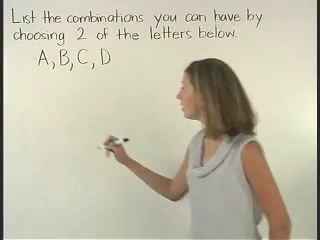 List the combinations you can have by
choosing 2 of the letters below.
A, B, C, D